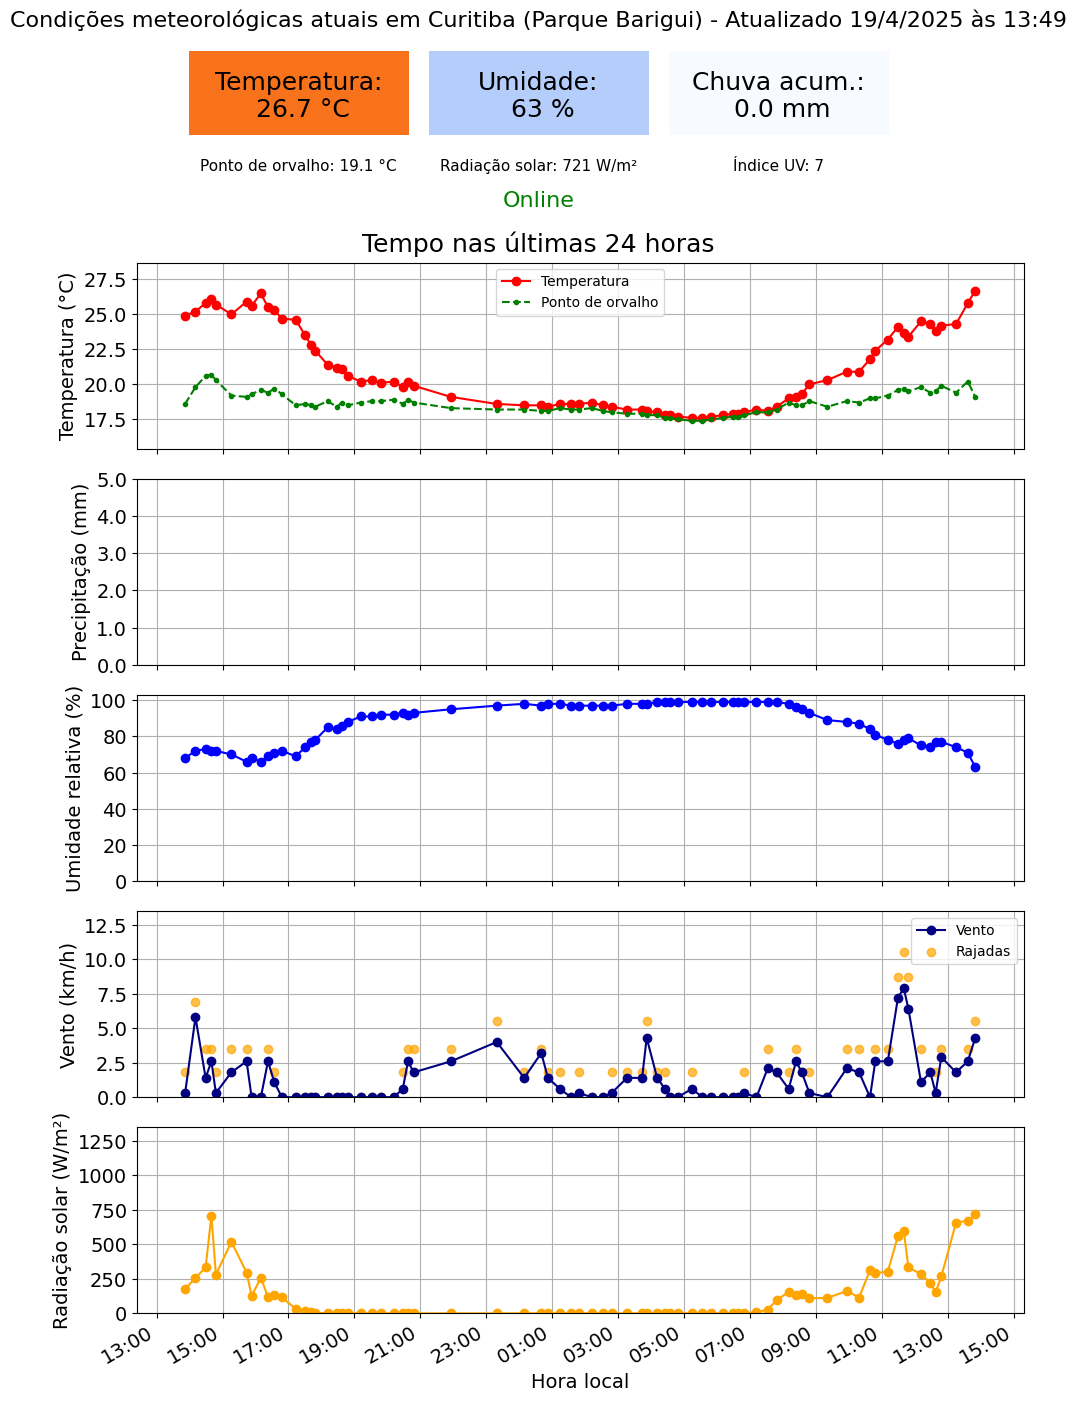 Condições meteorológicas atuais em Curitiba (Parque Barigui) - Atualizado 19/4/2025 às 13:49
Temperatura:
26.7 °C
Umidade:
63 %
Chuva acum.:
0.0 mm
Ponto de orvalho: 19.1 °C
Radiação solar: 721 W/m²
Índice UV: 7
Online
Tempo nas últimas 24 horas
Temperatura (°C)
27.5
25.0
22.5
20.0
17.5
Temperatura
Ponto de orvalho
Precipitação (mm)
5.0
4.0
3.0
2.0
1.0
0.0
Umidade relativa (%)
100
80
60
40
20
0
Vento (km/h)
12.5
10.0
7.5
5.0
2.5
0.0
Vento
Rajadas
Radiação solar (W/m²)
1250
1000
750
500
250
0
13:00
15:00
17:00
19:00
21:00
23:00
01:00
03:00
05:00
07:00
09:00
11:00
13:00
15:00
Hora local